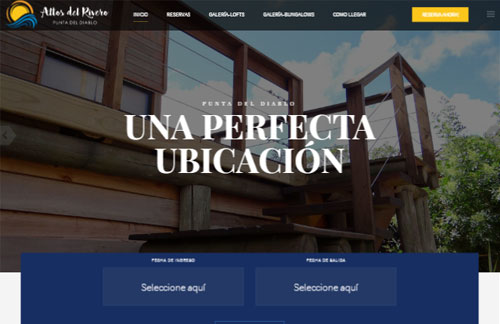 Altos del Rivero
PUNTA DEL DIABLO
INICIO
RESERVAS
GALERÍA-LOFTS
GALERÍA-BUNGALOWS
COMO LLEGAR
RESERVA AHORA!
PUNTA DEL DIABLO
UNA PERFECTA
UBICACIÓN
FECHA DE INGRESO
FECHA DE SALIDA
Seleccione aquí
Seleccione aquí